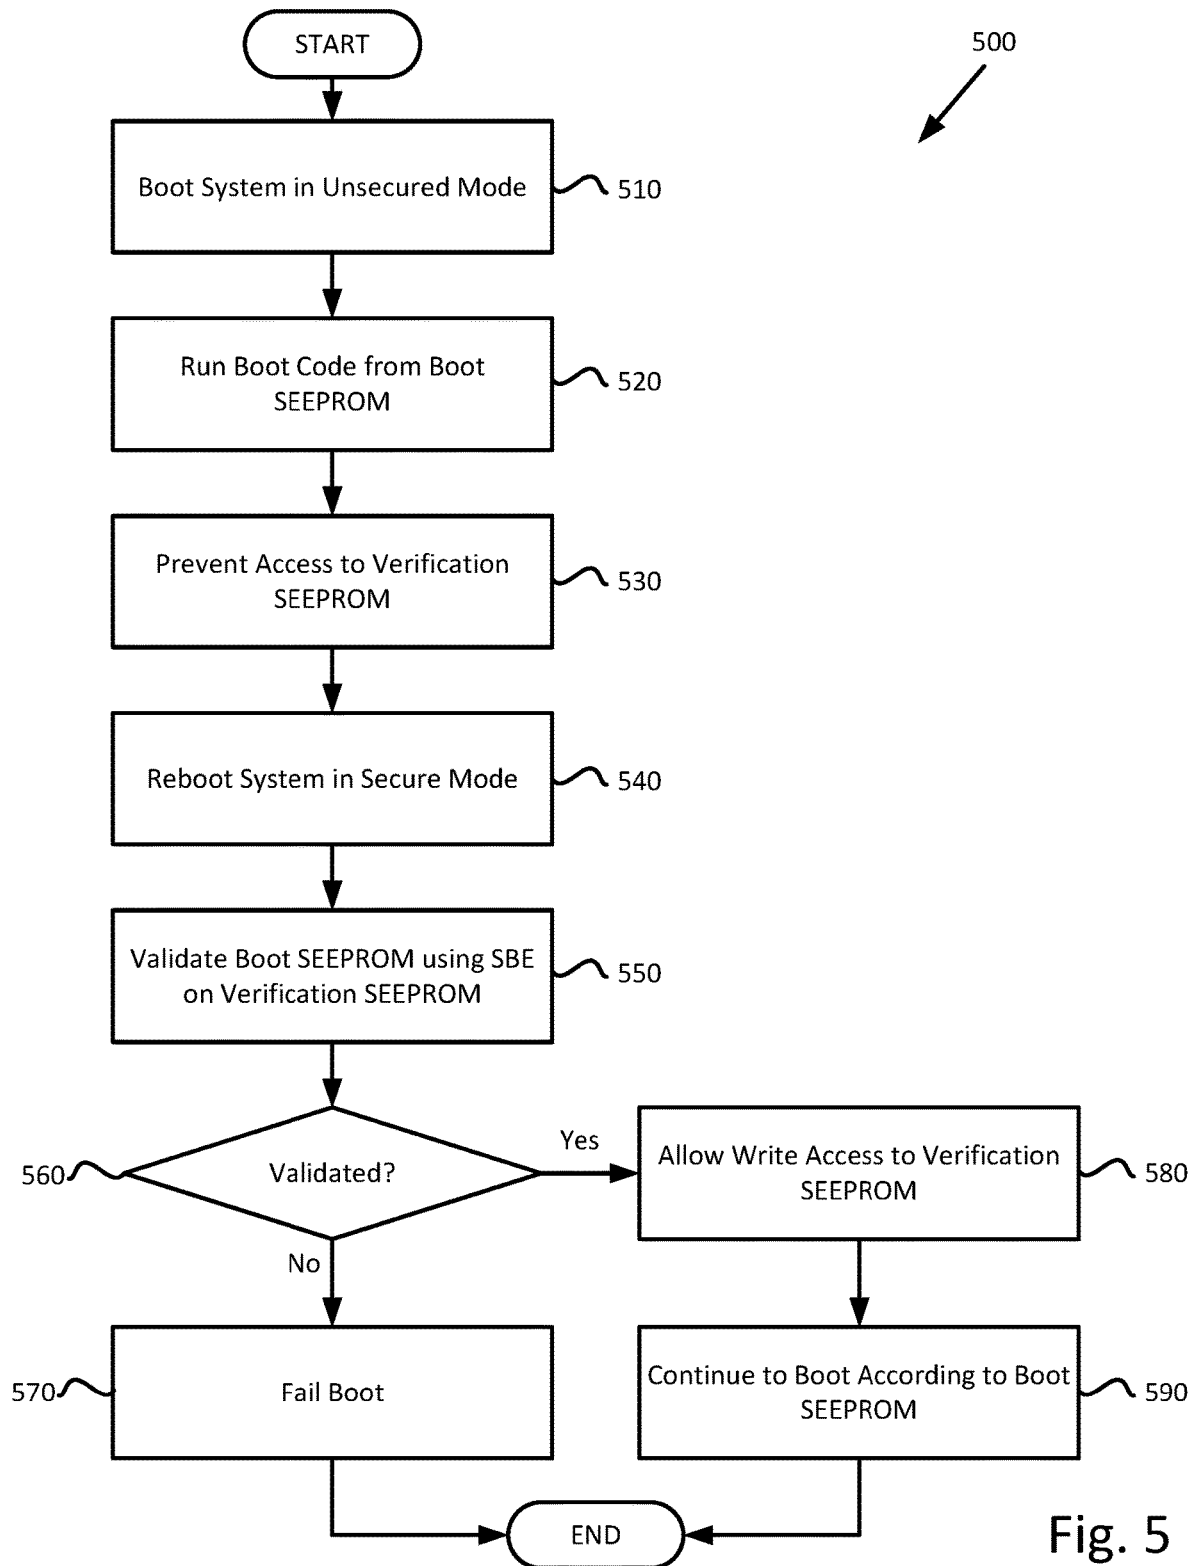 START
500
Boot System in Unsecured Mode
510
Run Boot Code from Boot
SEEPROM
520
Prevent Access to Verification
SEEPROM
530
Reboot System in Secure Mode
540
Validate Boot SEEPROM using SBE
on Verification SEEPROM
550
560
Validated?
Yes
Allow Write Access to Verification
SEEPROM
580
No
570
Fail Boot
Continue to Boot According to Boot
SEEPROM
590
END
Fig. 5